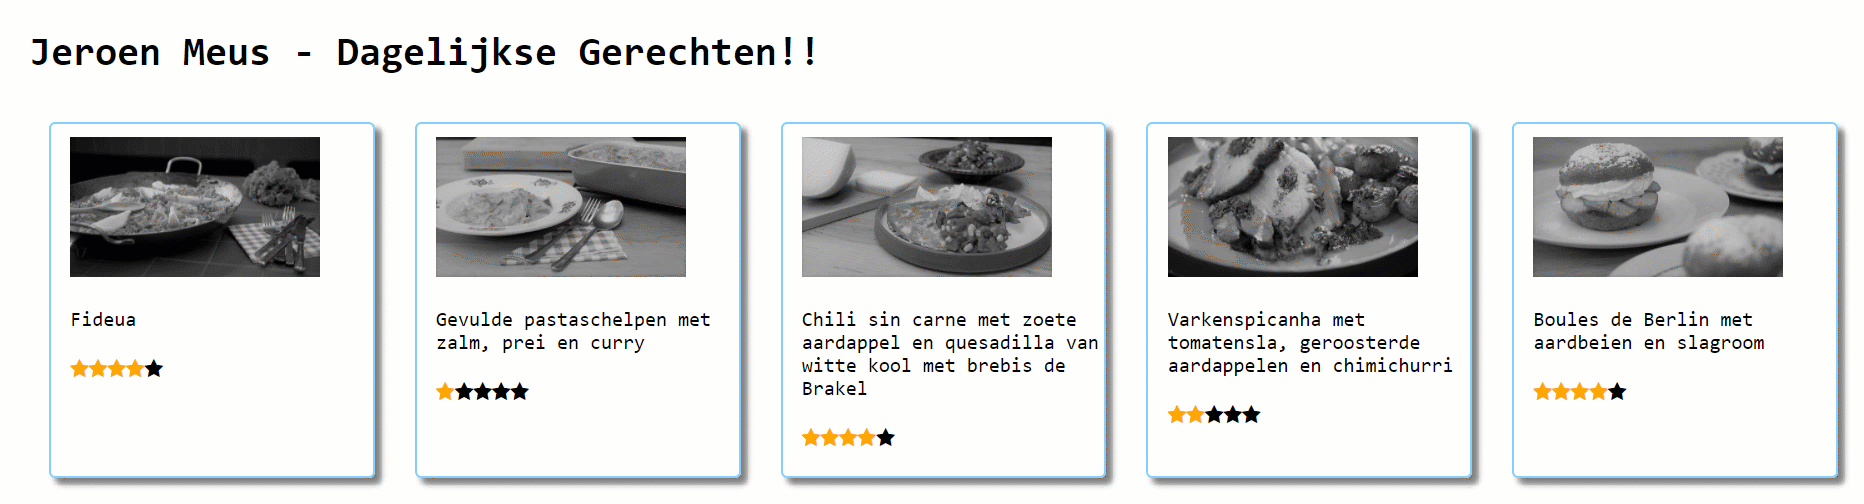 Jeroen Meus - Dagelijkse Gerechten!!
Fideua
Gevulde pastaschelpen met
zalm, prei en curry
Chili sin carne met zoete
aardappel en quesadilla van
witte kool met brebis de
Brakel
Varkenspicanha met
tomatensla, geroosterde
aardappelen en chimichurri
Boules de Berlin met
aardbeien en slagroom